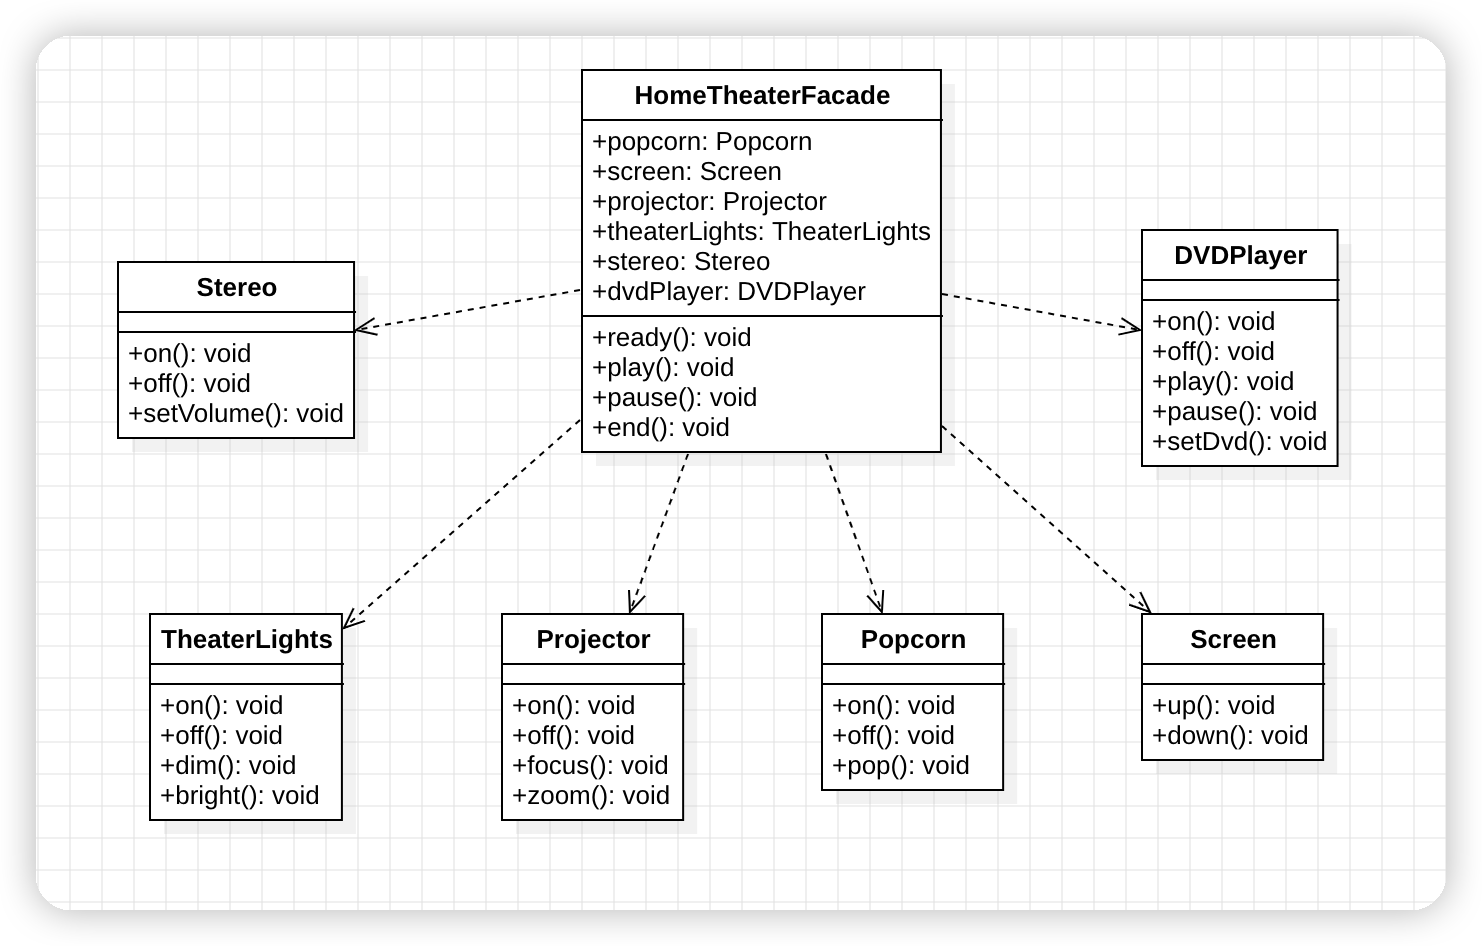 HomeTheaterFacade
+popcorn: Popcorn
+screen: Screen
+projector: Projector
+theaterLights: TheaterLights
+stereo: Stereo
+dvdPlayer: DVDPlayer
+ready(): void
+play(): void
+pause(): void
+end(): void
Stereo
+on(): void
+off(): void
+setVolume(): void
DVDPlayer
+on(): void
+off(): void
+play(): void
+pause(): void
+setDvd(): void
TheaterLights
+on(): void
+off(): void
+dim(): void
+bright(): void
Projector
+on(): void
+off(): void
+focus(): void
+zoom(): void
Popcorn
+on(): void
+off(): void
+pop(): void
Screen
+up(): void
+down(): void